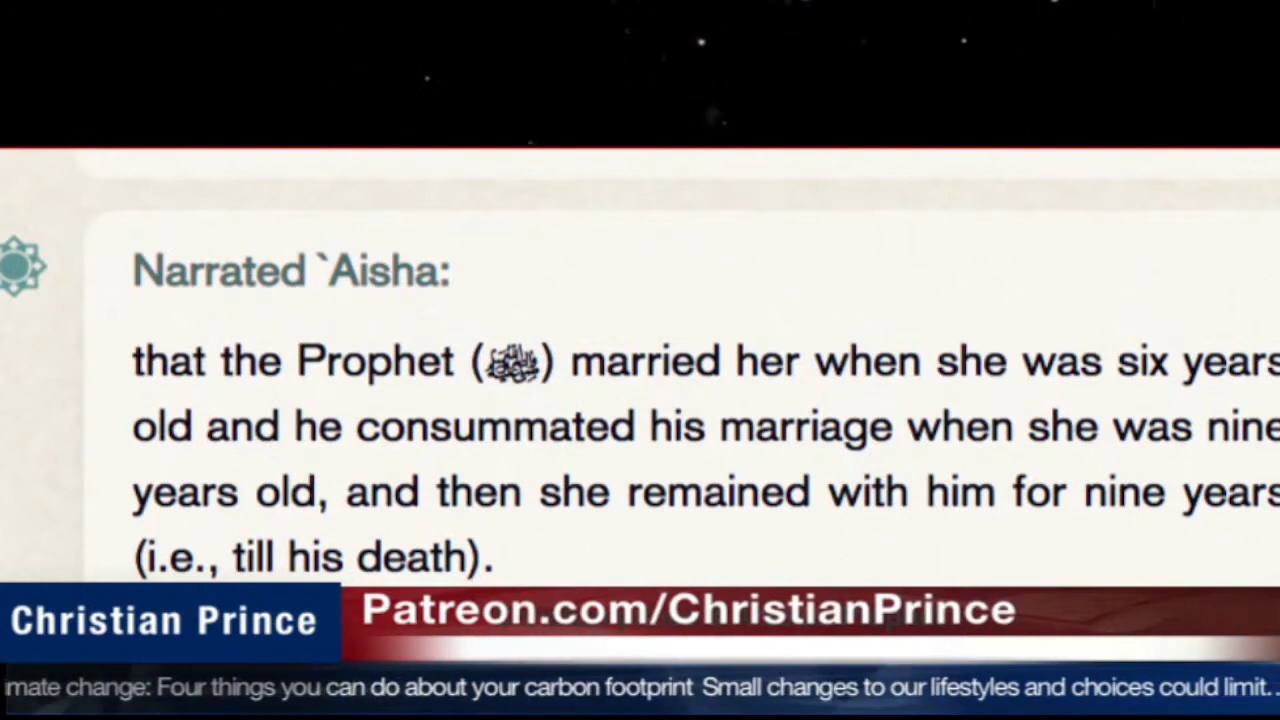 Narrated `Aisha:
that the Prophet (ﷺ) married her when she was six years
old and he consummated his marriage when she was nine
years old, and then she remained with him for nine years
(i.e., till his death).
Christian Prince
Patreon.com/ChristianPrince
mate change: Four things you can do about your carbon footprint Small changes to our lifestyles and choices could limit. .